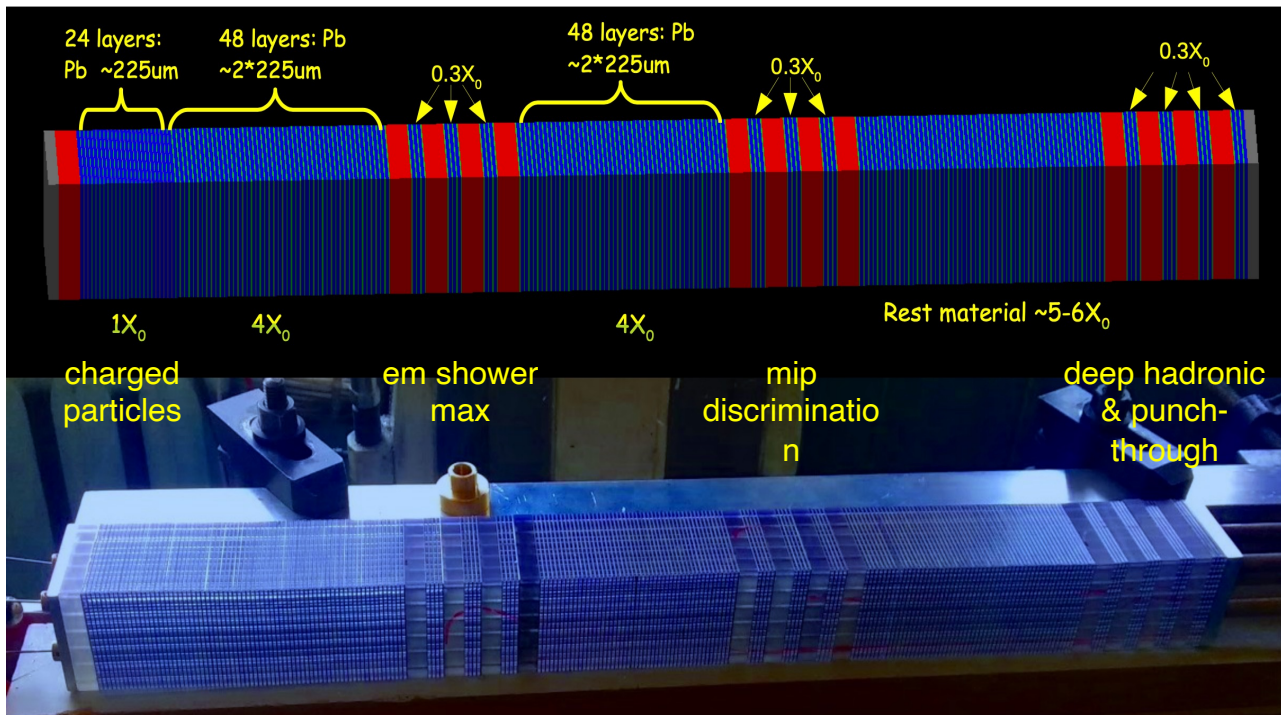 24 layers:
Pb ~225um
48 layers: Pb
~2*225um
0.3X₀
48 layers: Pb
~2*225um
0.3X₀
0.3X₀
1X₀
4X₀
4X₀
Rest material ~5-6X₀
charged
particles
em shower
max
mip
discriminatio
n
deep hadronic
& punch-
through